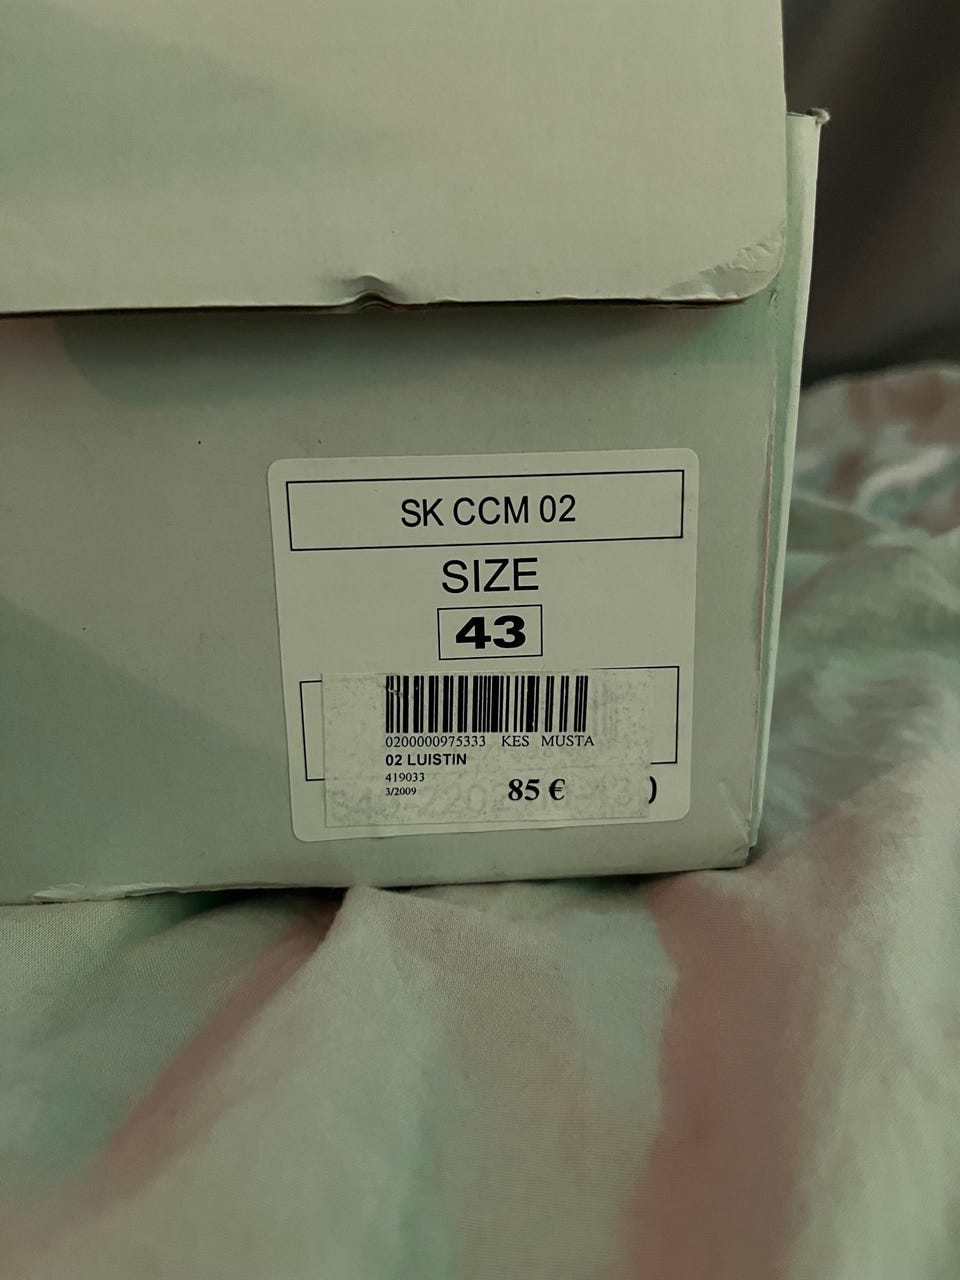 SK CCM 02
SIZE
43
0200000975333 KES MUSTA
02 LUISTIN
419033
3/2009
85 €
)